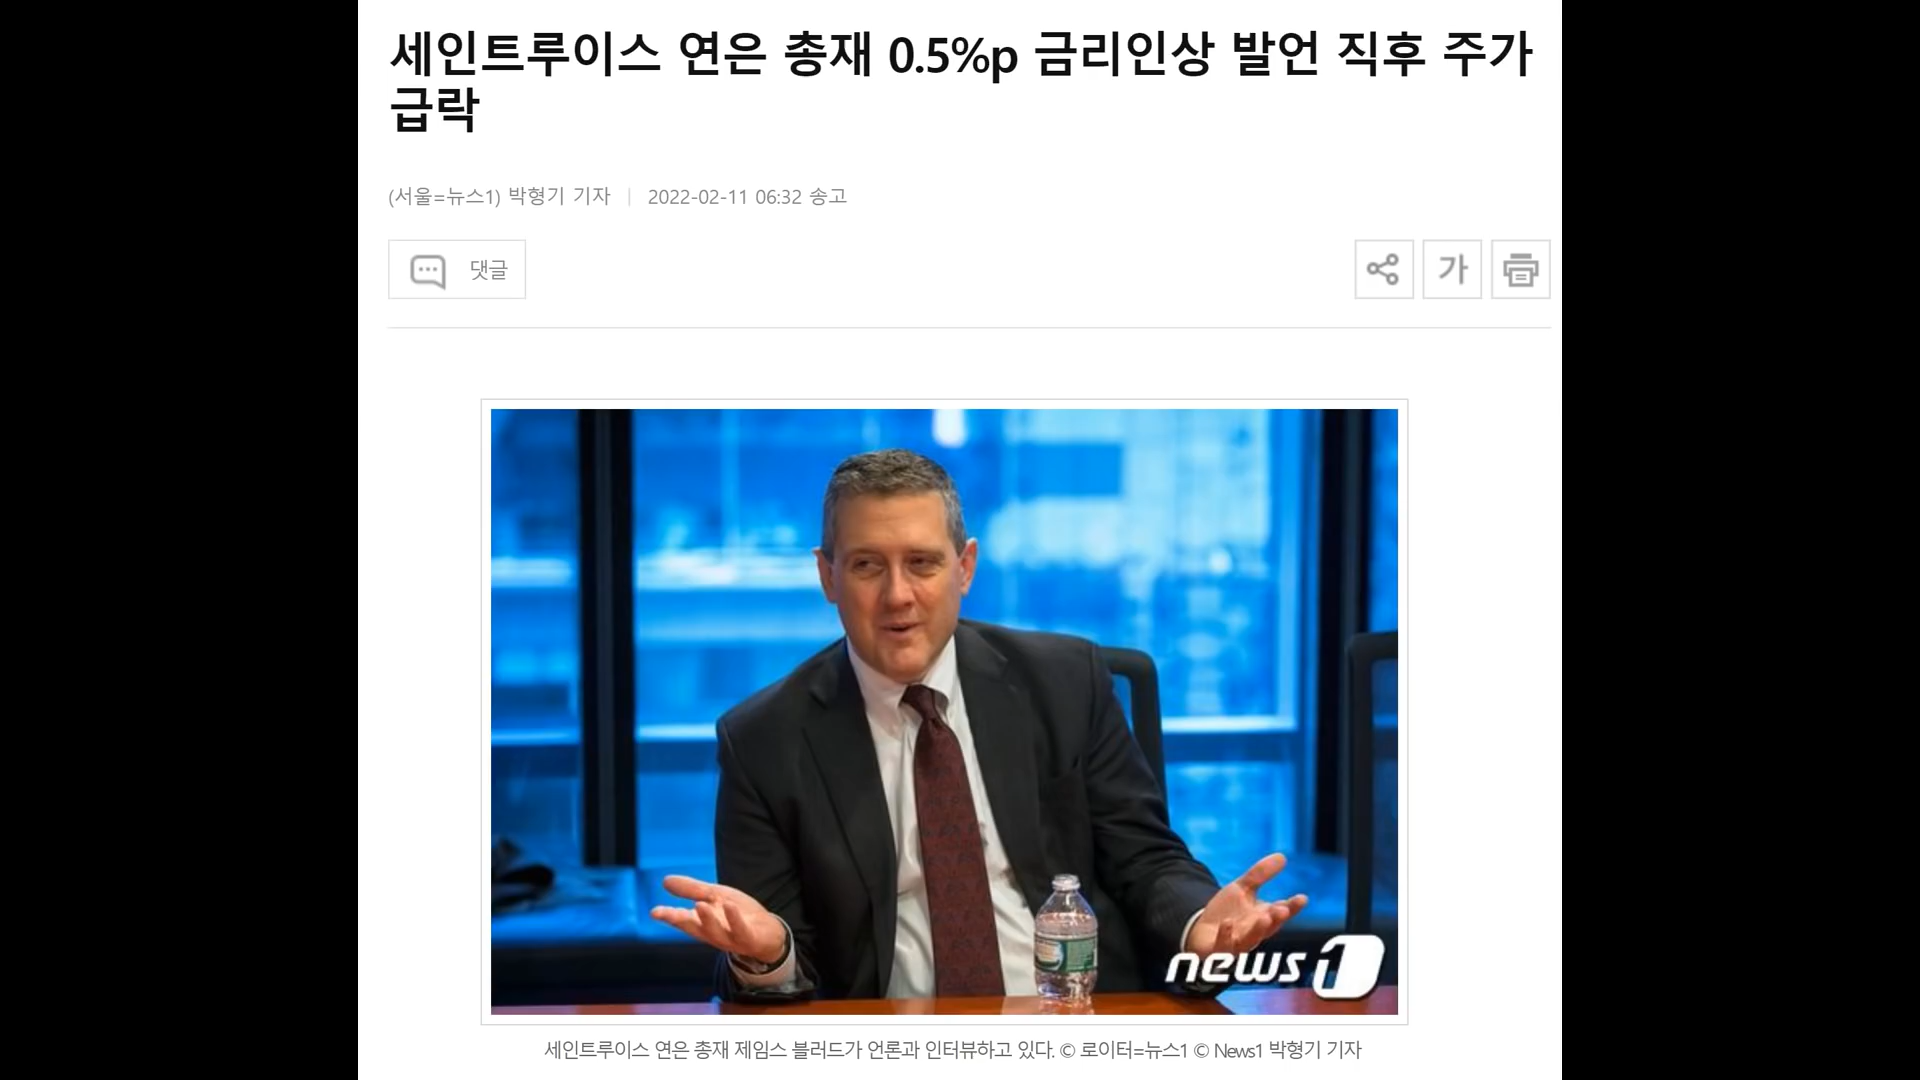 세인트루이스 연은 총재 0.5%p 금리인상 발언 직후 주가
급락
(서울=뉴스1) 박형기 기자 | 2022-02-11 06:32 송고
댓글
가
news1
세인트루이스 연은 총재 제임스 블러드가 언론과 인터뷰하고 있다. © 로이터=뉴스1 © News1 박형기 기자